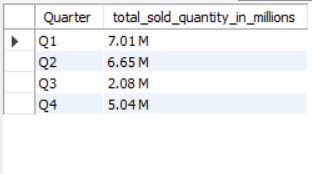 Quarter total_sold_quantity_in_millions
Q1 7.01 M
Q2 6.65 M
Q3 2.08 M
Q4 5.04 M